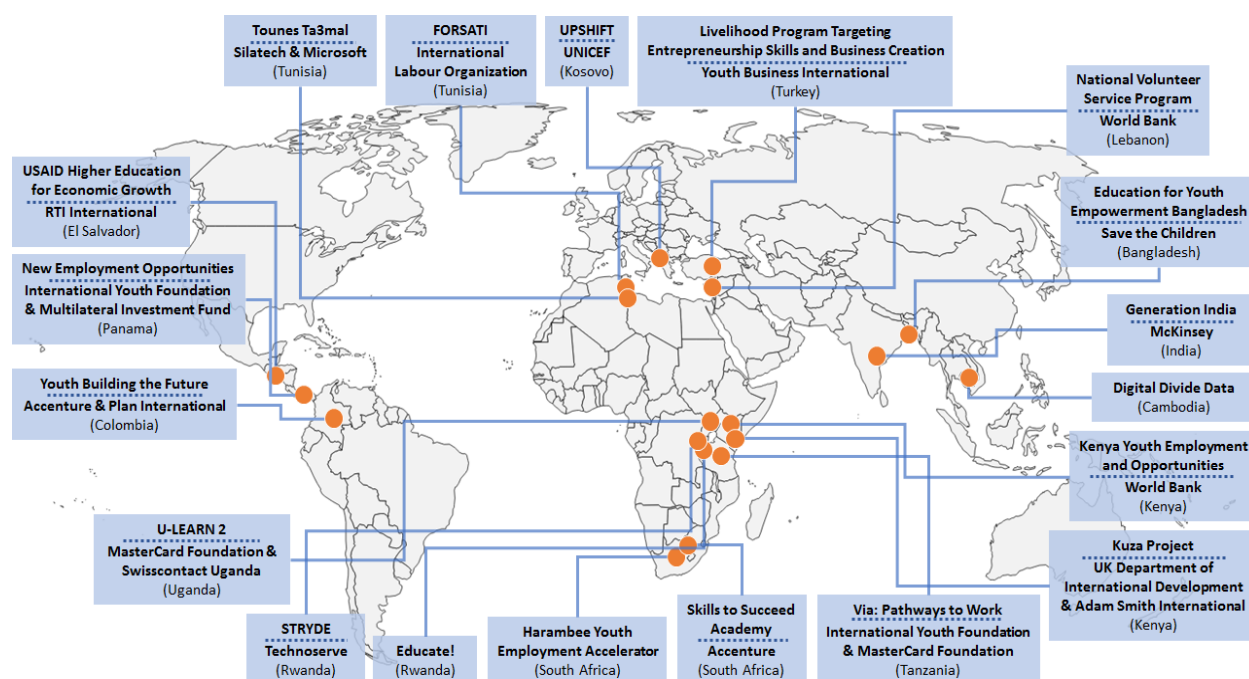 Tounes Ta3mal
Silatech & Microsoft
(Tunisia)
FORSATI
International
Labour Organization
(Tunisia)
UPSHIFT
UNICEF
(Kosovo)
Livelihood Program Targeting
Entrepreneurship Skills and Business Creation
Youth Business International
(Turkey)
National Volunteer
Service Program
World Bank
(Lebanon)
USAID Higher Education
for Economic Growth
RTI International
(El Salvador)
Education for Youth
Empowerment Bangladesh
Save the Children
(Bangladesh)
New Employment Opportunities
International Youth Foundation
& Multilateral Investment Fund
(Panama)
Generation India
McKinsey
(India)
Youth Building the Future
Accenture & Plan International
(Colombia)
Digital Divide Data
(Cambodia)
Kenya Youth Employment
and Opportunities
World Bank
(Kenya)
U-LEARN 2
MasterCard Foundation &
Swisscontact Uganda
(Uganda)
Kuza Project
UK Department of
International Development
& Adam Smith International
(Kenya)
STRYDE
Technoserve
(Rwanda)
Educate!
(Rwanda)
Harambee Youth
Employment Accelerator
(South Africa)
Skills to Succeed
Academy
Accenture
(South Africa)
Via: Pathways to Work
International Youth Foundation
& MasterCard Foundation
(Tanzania)